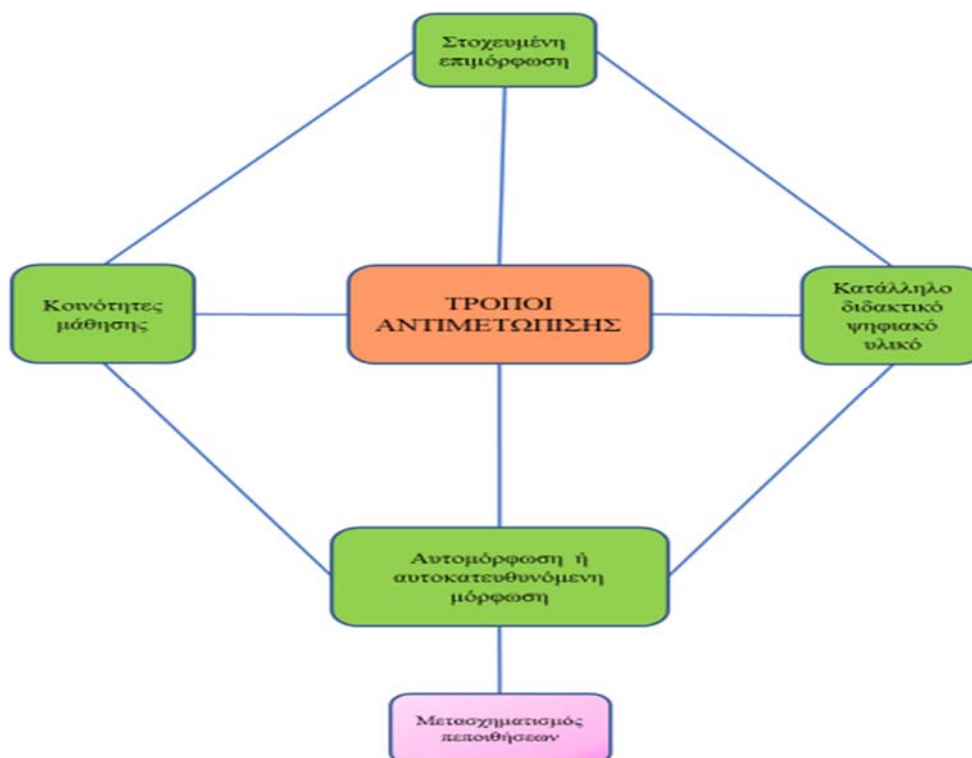 Στοχευμένη
επιμόρφωση
Κοινότητες
μάθησης
ΤΡΟΠΟΙ
ΑΝΤΙΜΕΤΩΠΙΣΗΣ
Κατάλληλο
διδακτικό
ψηφιακό
υλικό
Αυτομόρφωση ή
αυτοκατευθυνόμενη
μόρφωση
Μετασχηματισμός
πεποιθήσεων